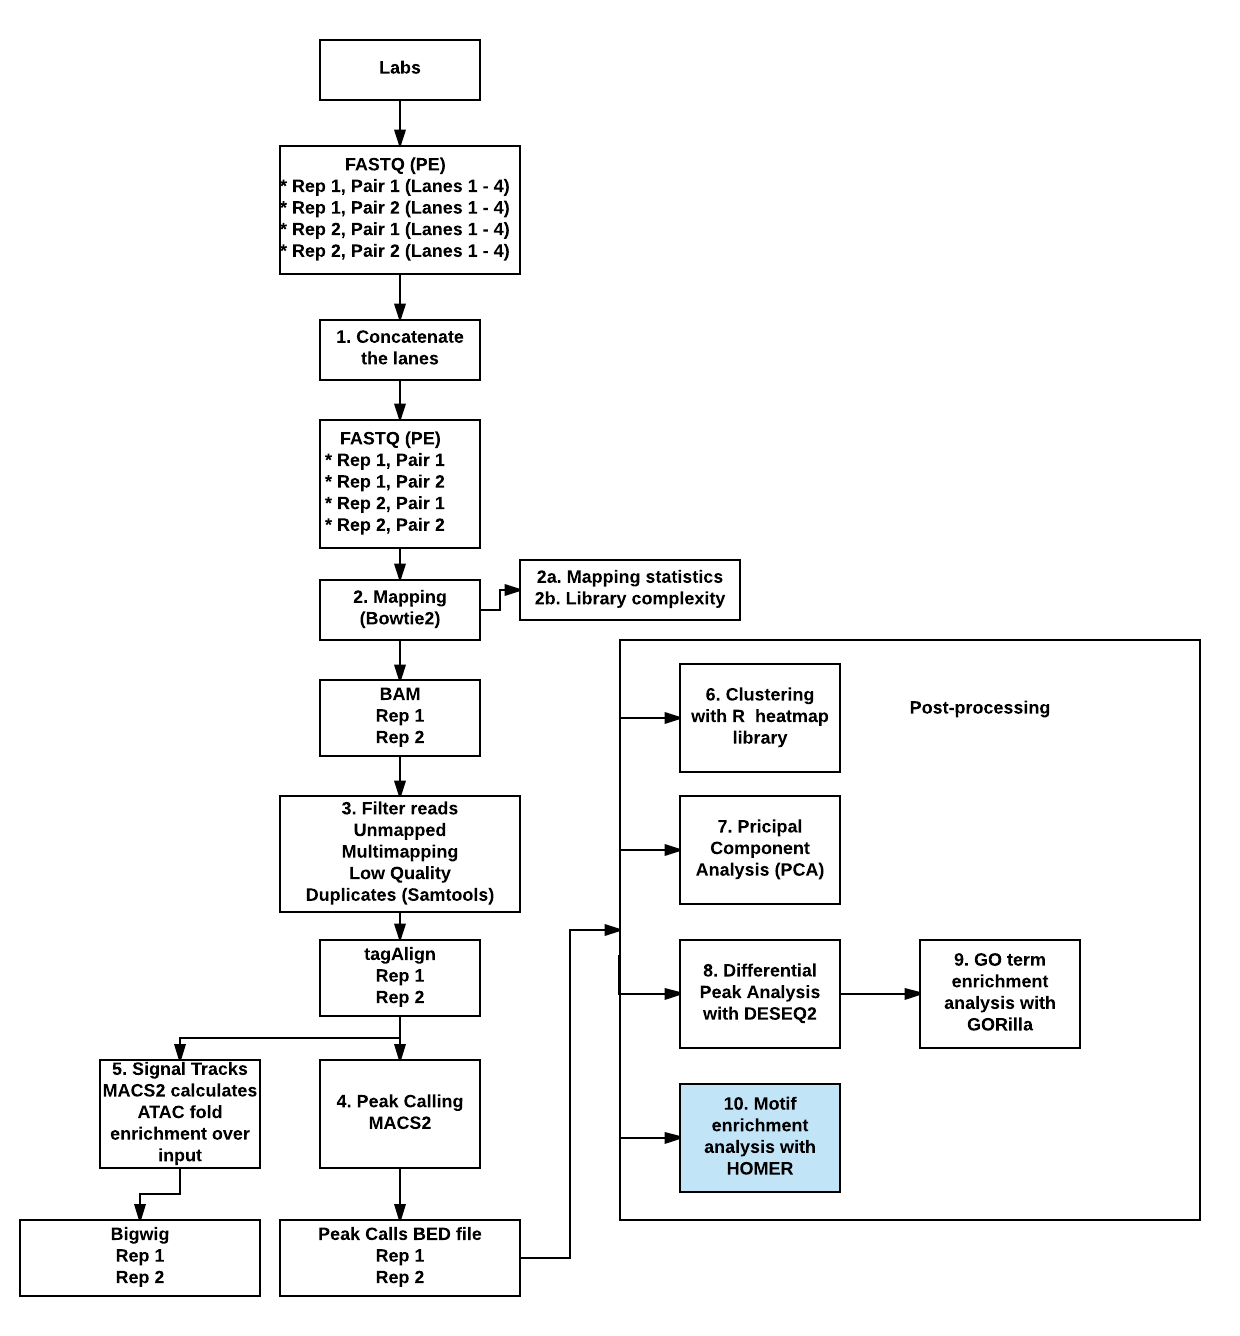 Labs
FASTQ (PE)
* Rep 1, Pair 1 (Lanes 1 - 4)
* Rep 1, Pair 2 (Lanes 1 - 4)
* Rep 2, Pair 1 (Lanes 1 - 4)
* Rep 2, Pair 2 (Lanes 1 - 4)
1. Concatenate
the lanes
FASTQ (PE)
* Rep 1, Pair 1
* Rep 1, Pair 2
* Rep 2, Pair 1
* Rep 2, Pair 2
2. Mapping
(Bowtie2)
2a. Mapping statistics
2b. Library complexity
BAM
Rep 1
Rep 2
3. Filter reads
Unmapped
Multimapping
Low Quality
Duplicates (Samtools)
tagAlign
Rep 1
Rep 2
5. Signal Tracks
MACS2 calculates
ATAC fold
enrichment over
input
4. Peak Calling
MACS2
Bigwig
Rep 1
Rep 2
Peak Calls BED file
Rep 1
Rep 2
Post-processing
6. Clustering
with R  heatmap
library
7. Pricipal
Component
Analysis (PCA)
8. Differential
Peak Analysis
with DESEQ2
9. GO term
enrichment
analysis with
GORilla
10. Motif
enrichment
analysis with
HOMER